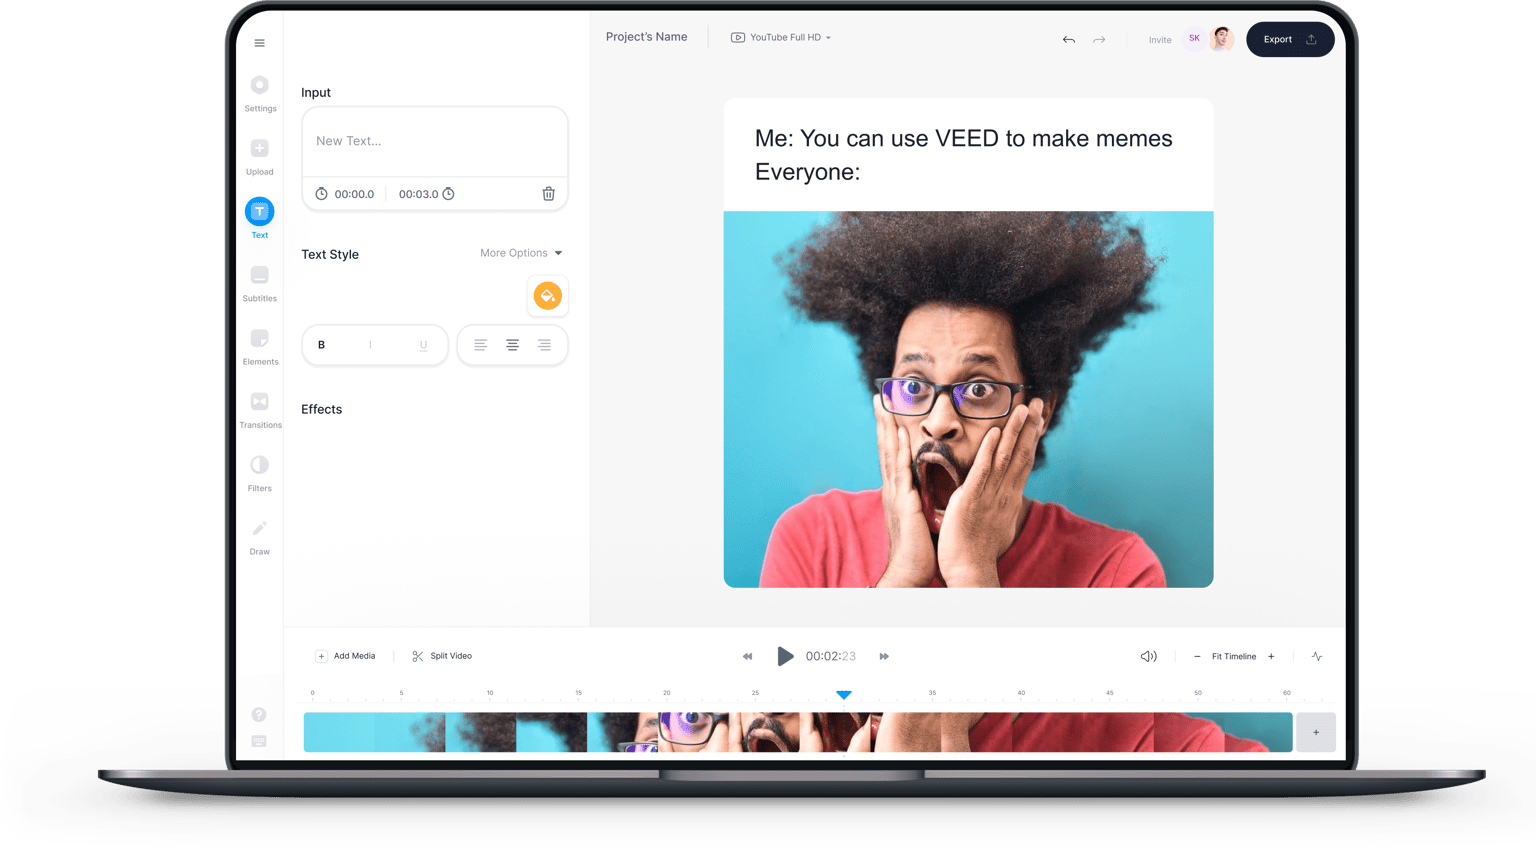 Project's Name
YouTube Full HD
Invite
SK
Export
Settings
Upload
Text
Subtitles
Elements
Transitions
Filters
Draw
Input
New Text...
00:00.0
00:03.0
Text Style
More Options
B I U
Effects
Me: You can use VEED to make memes
Everyone:
Add Media
Split Video
00:02:23
Fit Timeline
0 5 10 15 20 25 35 40 45 50 60